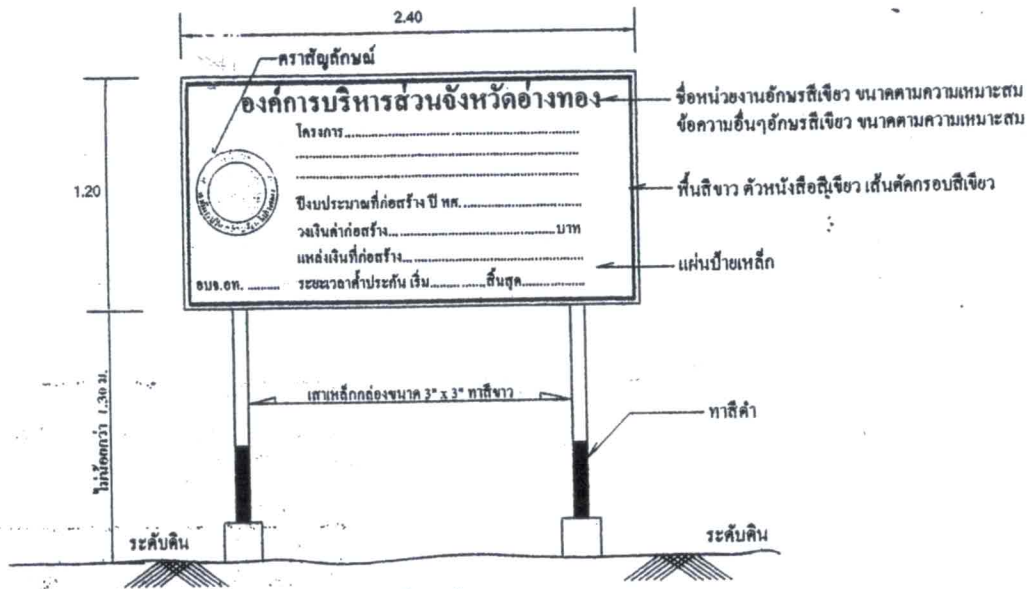 2.40
ตราสัญลักษณ์
องค์การบริหารส่วนจังหวัดอ่างทอง
ชื่อหน่วยงานอักษรสีเขียว ขนาดตามความเหมาะสม
ข้อความอื่นๆอักษรสีเขียว ขนาดตามความเหมาะสม
โครงการ
1.20
พื้นสีขาว ตัวหนังสือสีเขียว เส้นตัดกรอบสีเขียว
ปีงบประมาณที่ก่อสร้าง ปี พศ.
วงเงินค่าก่อสร้าง บาท
แหล่งเงินที่ก่อสร้าง
แผ่นป้ายเหล็ก
อบจ.อท. ระยะเวลาค้ำประกัน เริ่ม สิ้นสุด
ไม่น้อยกว่า 1.30 ม.
เสาเหล็กกล่องขนาด 3" x 3" ทาสีขาว
ทาสีดำ
ระดับดิน
ระดับดิน